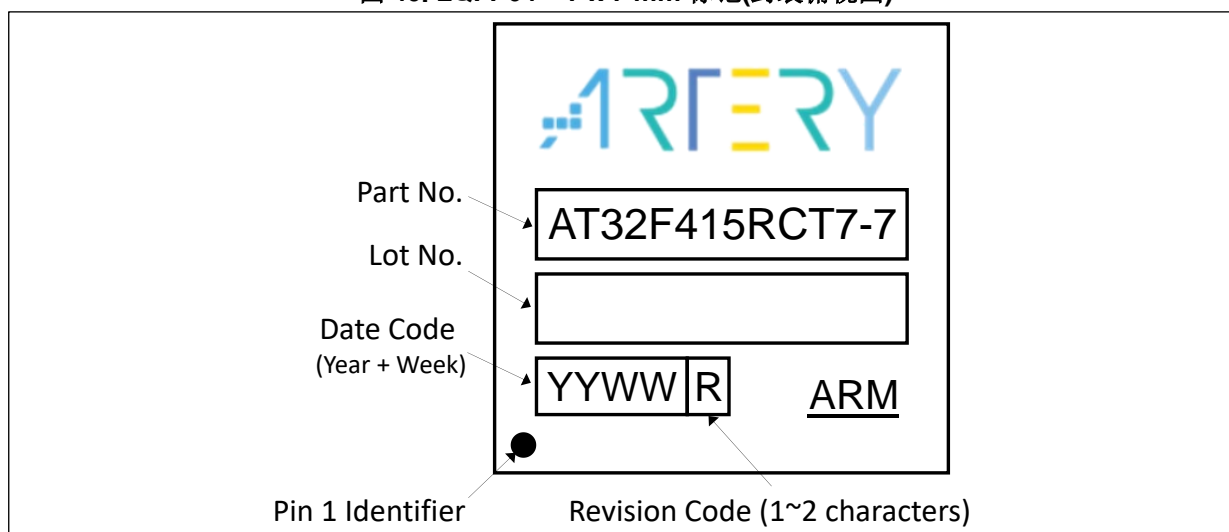 ARTERY
Part No.
AT32F415RCT7-7
Lot No.
Date Code
(Year + Week)
YYWW R
ARM
Pin 1 Identifier
Revision Code (1~2 characters)